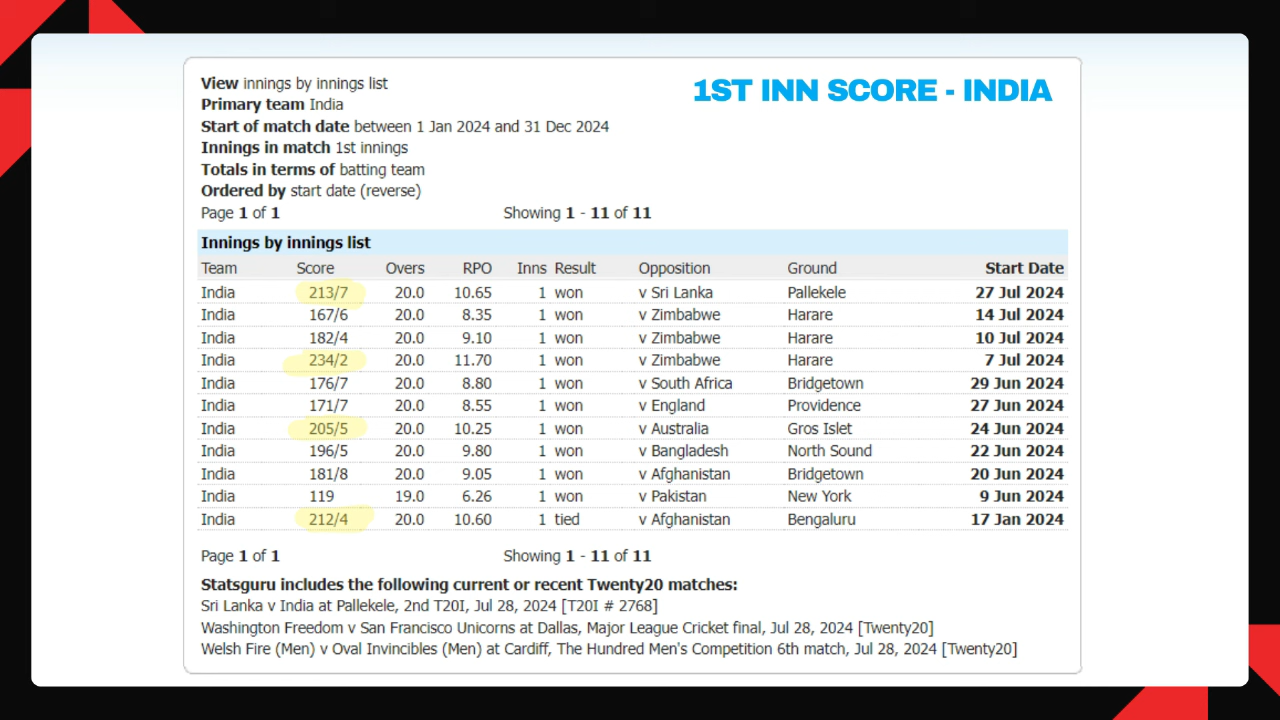 1ST INN SCORE - INDIA
View innings by innings list
Primary team India
Start of match date between 1 Jan 2024 and 31 Dec 2024
Innings in match 1st innings
Totals in terms of batting team
Ordered by start date (reverse)
Page 1 of 1 Showing 1 - 11 of 11
Innings by innings list
Team Score Overs RPO Inns Result Opposition Ground Start Date
India 213/7 20.0 10.65 1 won v Sri Lanka Pallekele 27 Jul 2024
India 167/6 20.0 8.35 1 won v Zimbabwe Harare 14 Jul 2024
India 182/4 20.0 9.10 1 won v Zimbabwe Harare 10 Jul 2024
India 234/2 20.0 11.70 1 won v Zimbabwe Harare 7 Jul 2024
India 176/7 20.0 8.80 1 won v South Africa Bridgetown 29 Jun 2024
India 171/7 20.0 8.55 1 won v England Providence 27 Jun 2024
India 205/5 20.0 10.25 1 won v Australia Gros Islet 24 Jun 2024
India 196/5 20.0 9.80 1 won v Bangladesh North Sound 22 Jun 2024
India 181/8 20.0 9.05 1 won v Afghanistan Bridgetown 20 Jun 2024
India 119 19.0 6.26 1 won v Pakistan New York 9 Jun 2024
India 212/4 20.0 10.60 1 tied v Afghanistan Bengaluru 17 Jan 2024
Page 1 of 1 Showing 1 - 11 of 11
Statsguru includes the following current or recent Twenty20 matches:
Sri Lanka v India at Pallekele, 2nd T20I, Jul 28, 2024 [T20I # 2768]
Washington Freedom v San Francisco Unicorns at Dallas, Major League Cricket final, Jul 28, 2024 [Twenty20]
Welsh Fire (Men) v Oval Invincibles (Men) at Cardiff, The Hundred Men's Competition 6th match, Jul 28, 2024 [Twenty20]